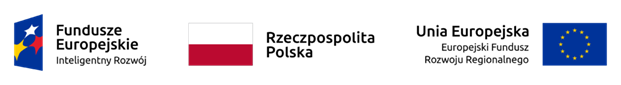 Fundusze
Europejskie
Inteligentny Rozwój
Rzeczpospolita
Polska
Unia Europejska
Europejski Fundusz
Rozwoju Regionalnego